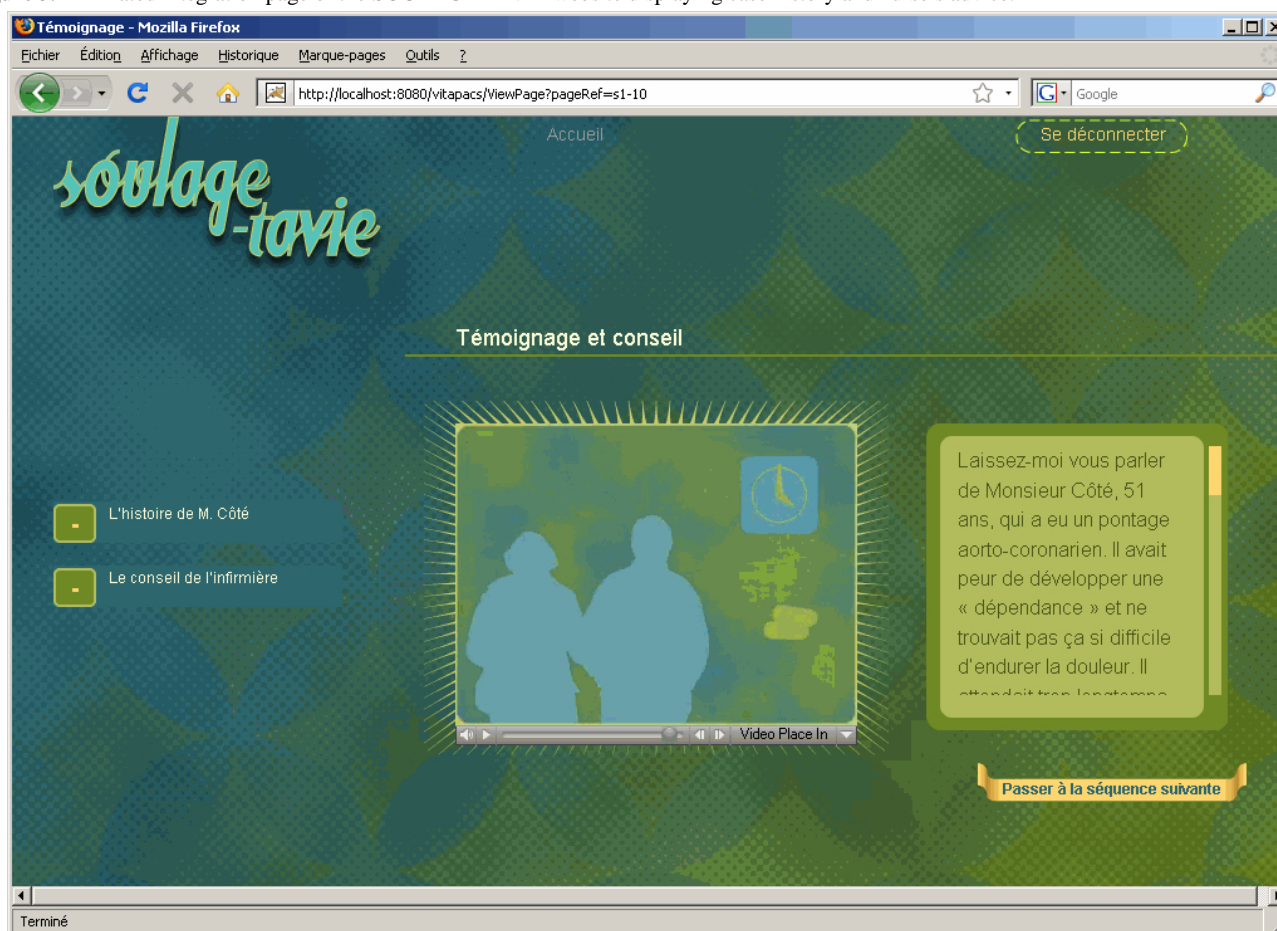 Témoignage - Mozilla Firefox
Fichier Édition Affichage Historique Marque-pages Outils ?
http://localhost:8080/vitapacs/ViewPage?pageRef=s1-10
G Google
Accueil
Se déconnecter
soulage
-tavie
Témoignage et conseil
L'histoire de M. Côté
Le conseil de l'infirmière
Laissez-moi vous parler
de Monsieur Côté, 51
ans, qui a eu un pontage
aorto-coronarien. Il avait
peur de développer une
« dépendance » et ne
trouvait pas ça si difficile
d'endurer la douleur. Il
Video Place In
Passer à la séquence suivante
Terminé